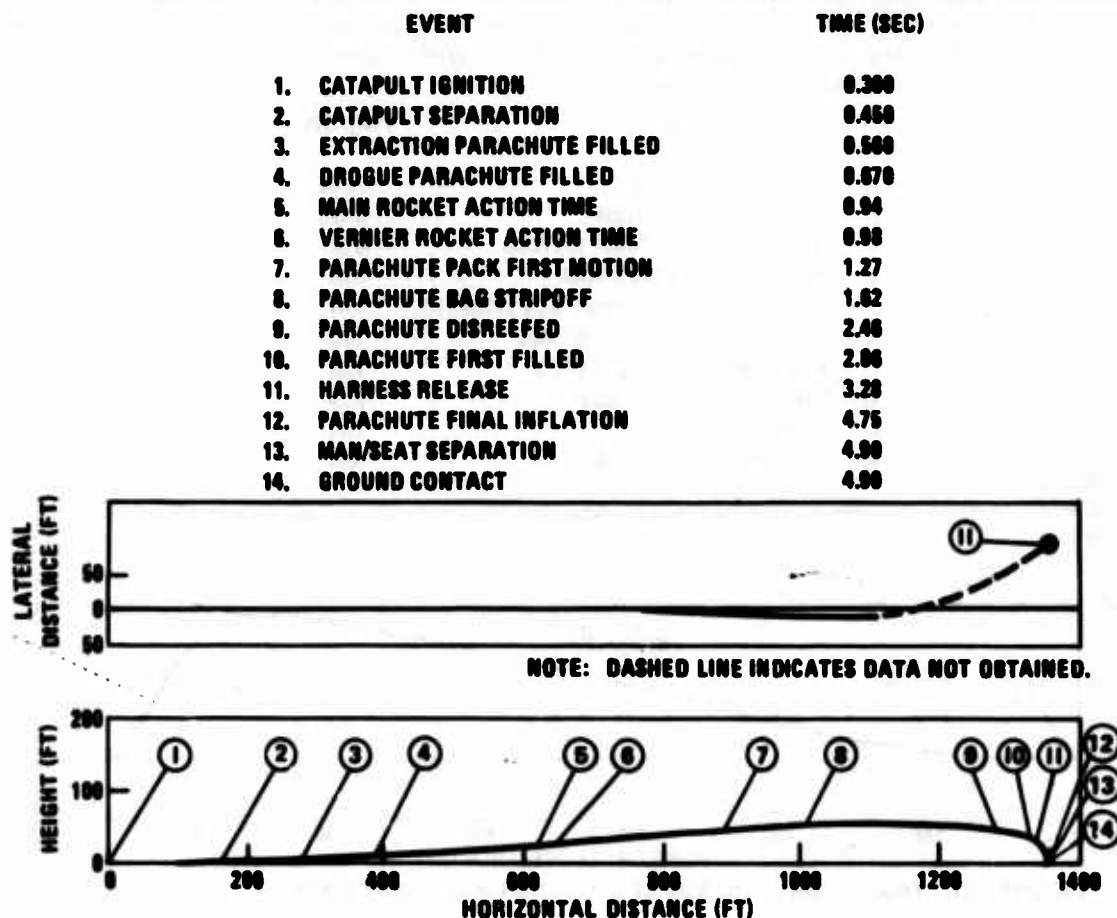 EVENT TIME (SEC)
1. CATAPULT IGNITION 0.300
2. CATAPULT SEPARATION 0.450
3. EXTRACTION PARACHUTE FILLED 0.560
4. DROGUE PARACHUTE FILLED 0.670
5. MAIN ROCKET ACTION TIME 0.94
6. VERNIER ROCKET ACTION TIME 0.98
7. PARACHUTE PACK FIRST MOTION 1.27
8. PARACHUTE BAG STRIPOFF 1.62
9. PARACHUTE DISREEFED 2.46
10. PARACHUTE FIRST FILLED
11. HARNESS RELEASE 3.28
12. PARACHUTE FINAL INFLATION 4.75
13. MAN/SEAT SEPARATION 4.90
14. GROUND CONTACT 4.90
LATERAL
DISTANCE (FT)
50
0
50
11
NOTE: DASHED LINE INDICATES DATA NOT OBTAINED.
HEIGHT (FT)
200
100
0
1 2 3 4 5 6 7 8 9 10 11 12
13
14
0 200 400 600 800 1000 1200 1400
HORIZONTAL DISTANCE (FT)